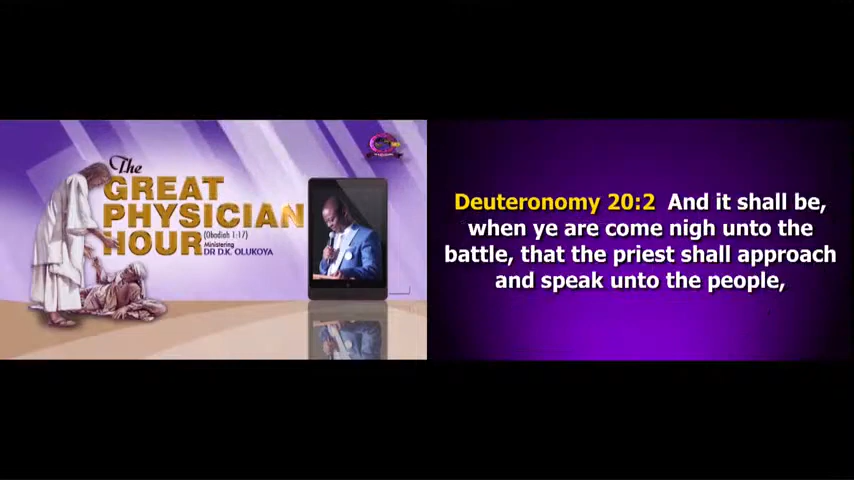 The
GREAT
PHYSICIAN
HOUR
(Obadiah 1:17)
Ministering
DR D.K. OLUKOYA
Deuteronomy 20:2 And it shall be,
when ye are come nigh unto the
battle, that the priest shall approach
and speak unto the people,